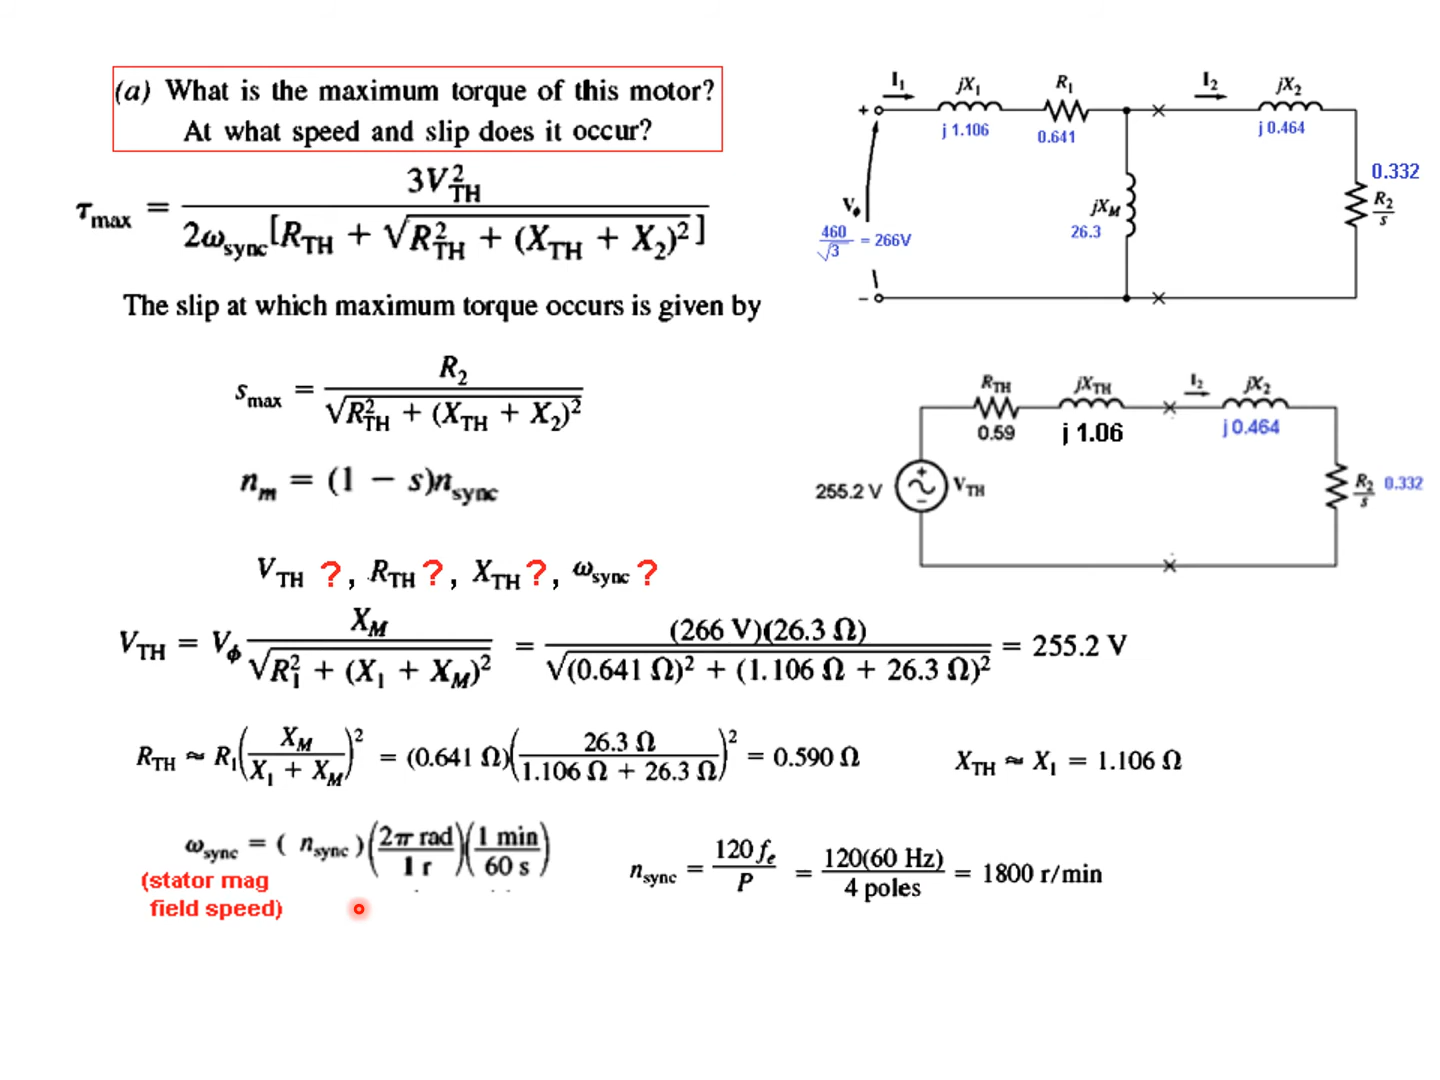 (a) What is the maximum torque of this motor?
At what speed and slip does it occur?
τmax = 3V²TH / 2ωsync[RTH + √R²TH + (XTH + X2)²]
The slip at which maximum torque occurs is given by
smax = R2 / √R²TH + (XTH + X2)²
nm = (1 − s)nsync
VTH ?, RTH ?, XTH ?, ωsync ?
VTH = Vϕ XM / √R1² + (X1 + XM)² = (266 V)(26.3 Ω) / √(0.641 Ω)² + (1.106 Ω + 26.3 Ω)² = 255.2 V
RTH ≈ R1(XM / X1 + XM)² = (0.641 Ω)(26.3 Ω / 1.106 Ω + 26.3 Ω)² = 0.590 Ω
XTH ≈ X1 = 1.106 Ω
ωsync = ( nsync )(2π rad / 1 r)(1 min / 60 s)
(stator mag
field speed)
nsync = 120fe / P = 120(60 Hz) / 4 poles = 1800 r/min
I1
jX1
R1
I2
jX2
+
j 1.106
0.641
j 0.464
0.332
R2/s
Vϕ
jXM
460/√3 = 266V
26.3
−
RTH
jXTH
I2
jX2
0.59
j 1.06
j 0.464
255.2 V
+
−
VTH
R2/s
0.332